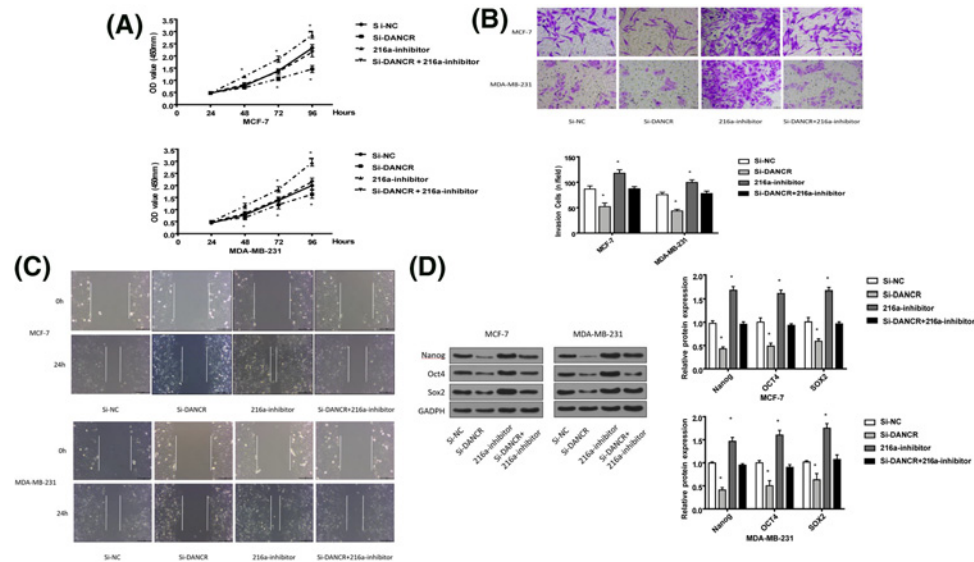 (A)
OD value (450mm)
3.5
3.0
2.5
2.0
1.5
1.0
0.5
0.0
24 48 72 96 Hours
MCF-7
Si-NC
Si-DANCR
216a-inhibitor
Si-DANCR + 216a-inhibitor
OD value (450mm)
3.5
3.0
2.5
2.0
1.5
1.0
0.5
0.0
24 48 72 96 Hours
MDA-MB-231
Si-NC
Si-DANCR
216a-inhibitor
Si-DANCR + 216a-inhibitor
(B)
MCF-7
MDA-MB-231
Si-NC Si-DANCR 216a-inhibitor Si-DANCR+216a-inhibitor
Invasion Cells (n.field)
150
100
50
0
MCF-7 MDA-MB-231
Si-NC
Si-DANCR
216a-inhibitor
Si-DANCR+216a-inhibitor
(C)
0h
MCF-7
24h
Si-NC Si-DANCR 216a-inhibitor Si-DANCR+216a-inhibitor
0h
MDA-MB-231
24h
Si-NC Si-DANCR 216a-inhibitor Si-DANCR+216a-inhibitor
(D)
MCF-7 MDA-MB-231
Nanog
Oct4
Sox2
GADPH
Si-NC Si-DANCR 216a-inhibitor Si-DANCR+ 216a-inhibitor
Si-NC Si-DANCR 216a-inhibitor Si-DANCR+ 216a-inhibitor
Relative protein expression
2.0
1.5
1.0
0.5
0.0
Nanog OCT4 SOX2
MCF-7
Si-NC
Si-DANCR
216a-inhibitor
Si-DANCR+216a-inhibitor
Relative protein expression
2.0
1.5
1.0
0.5
0.0
Nanog OCT4 SOX2
MDA-MB-231
Si-NC
Si-DANCR
216a-inhibitor
Si-DANCR+216a-inhibitor